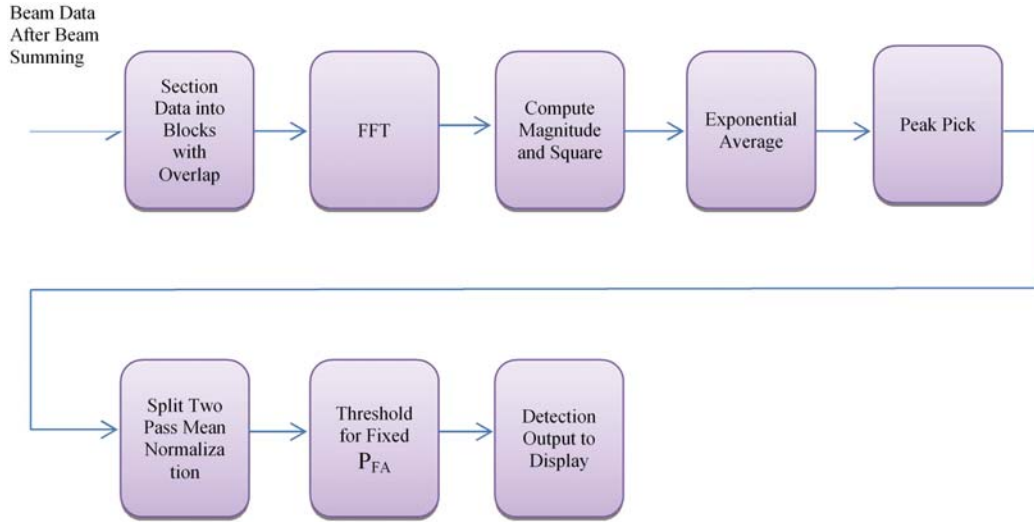 Beam Data
After Beam
Summing
Section
Data into
Blocks
with
Overlap
FFT
Compute
Magnitude
and Square
Exponential
Average
Peak Pick
Split Two
Pass Mean
Normaliza
tion
Threshold
for Fixed
PFA
Detection
Output to
Display